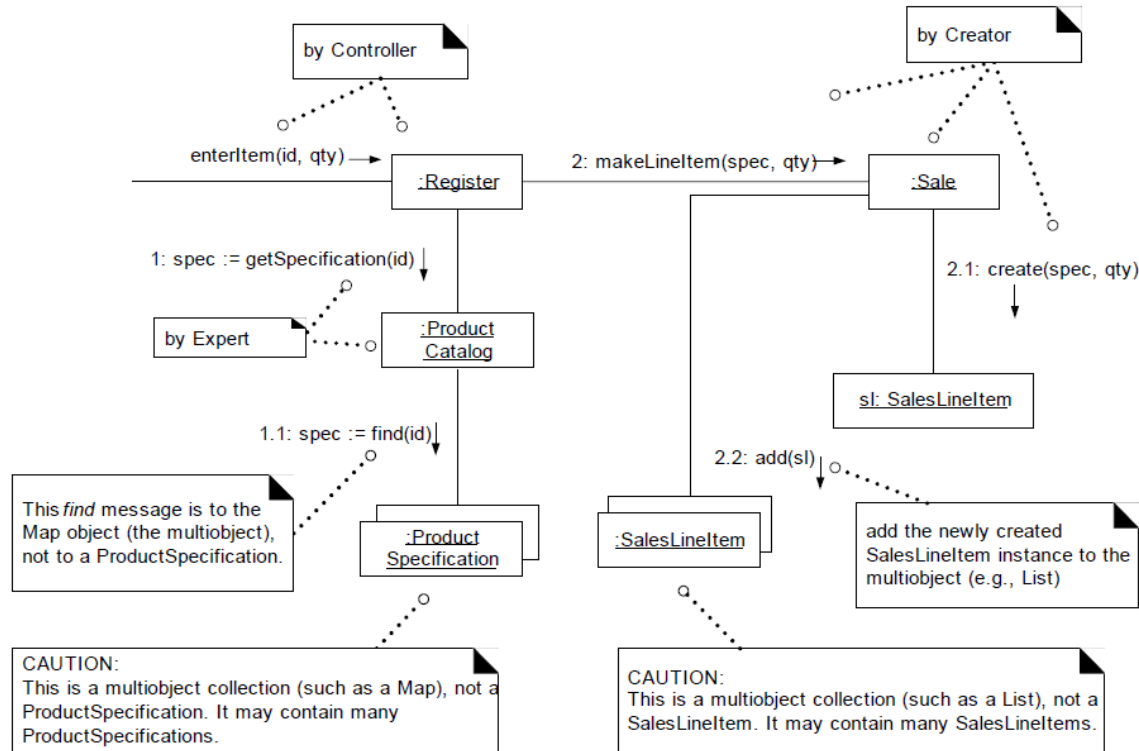 by Controller
by Creator
enterItem(id, qty)
2: makeLineItem(spec, qty)
:Register
:Sale
1: spec := getSpecification(id)
2.1: create(spec, qty)
by Expert
:Product
Catalog
sl: SalesLineItem
1.1: spec := find(id)
2.2: add(sl)
This find message is to the
Map object (the multiobject),
not to a ProductSpecification.
:Product
Specification
:SalesLineItem
add the newly created
SalesLineItem instance to the
multiobject (e.g., List)
CAUTION:
This is a multiobject collection (such as a Map), not a
ProductSpecification. It may contain many
ProductSpecifications.
CAUTION:
This is a multiobject collection (such as a List), not a
SalesLineItem. It may contain many SalesLineItems.